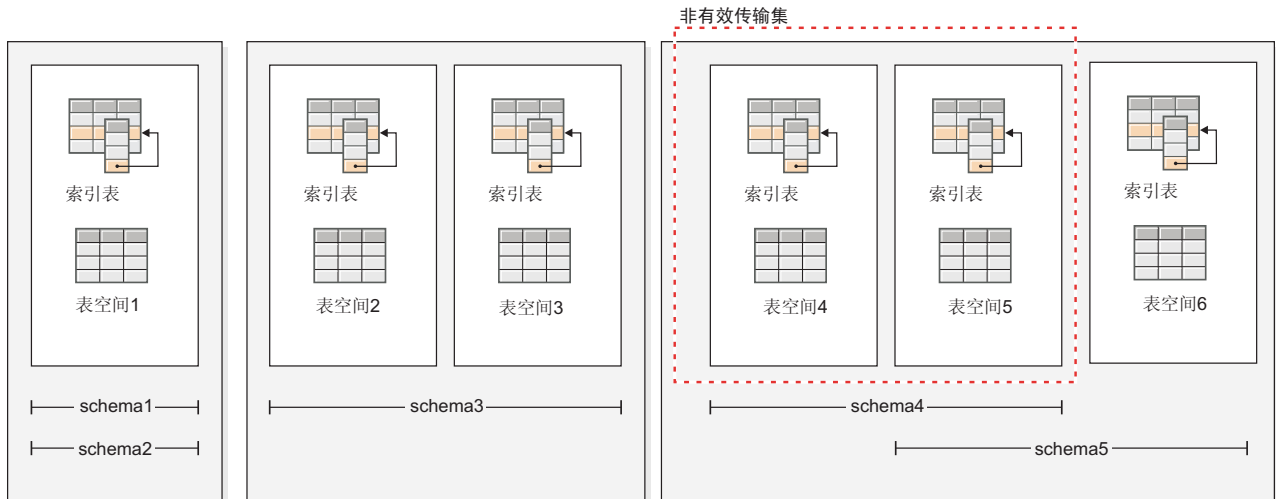 非有效传输集
索引表
索引表
索引表
索引表
索引表
索引表
表空间1
表空间2
表空间3
表空间4
表空间5
表空间6
schema1
schema3
schema4
schema2
schema5